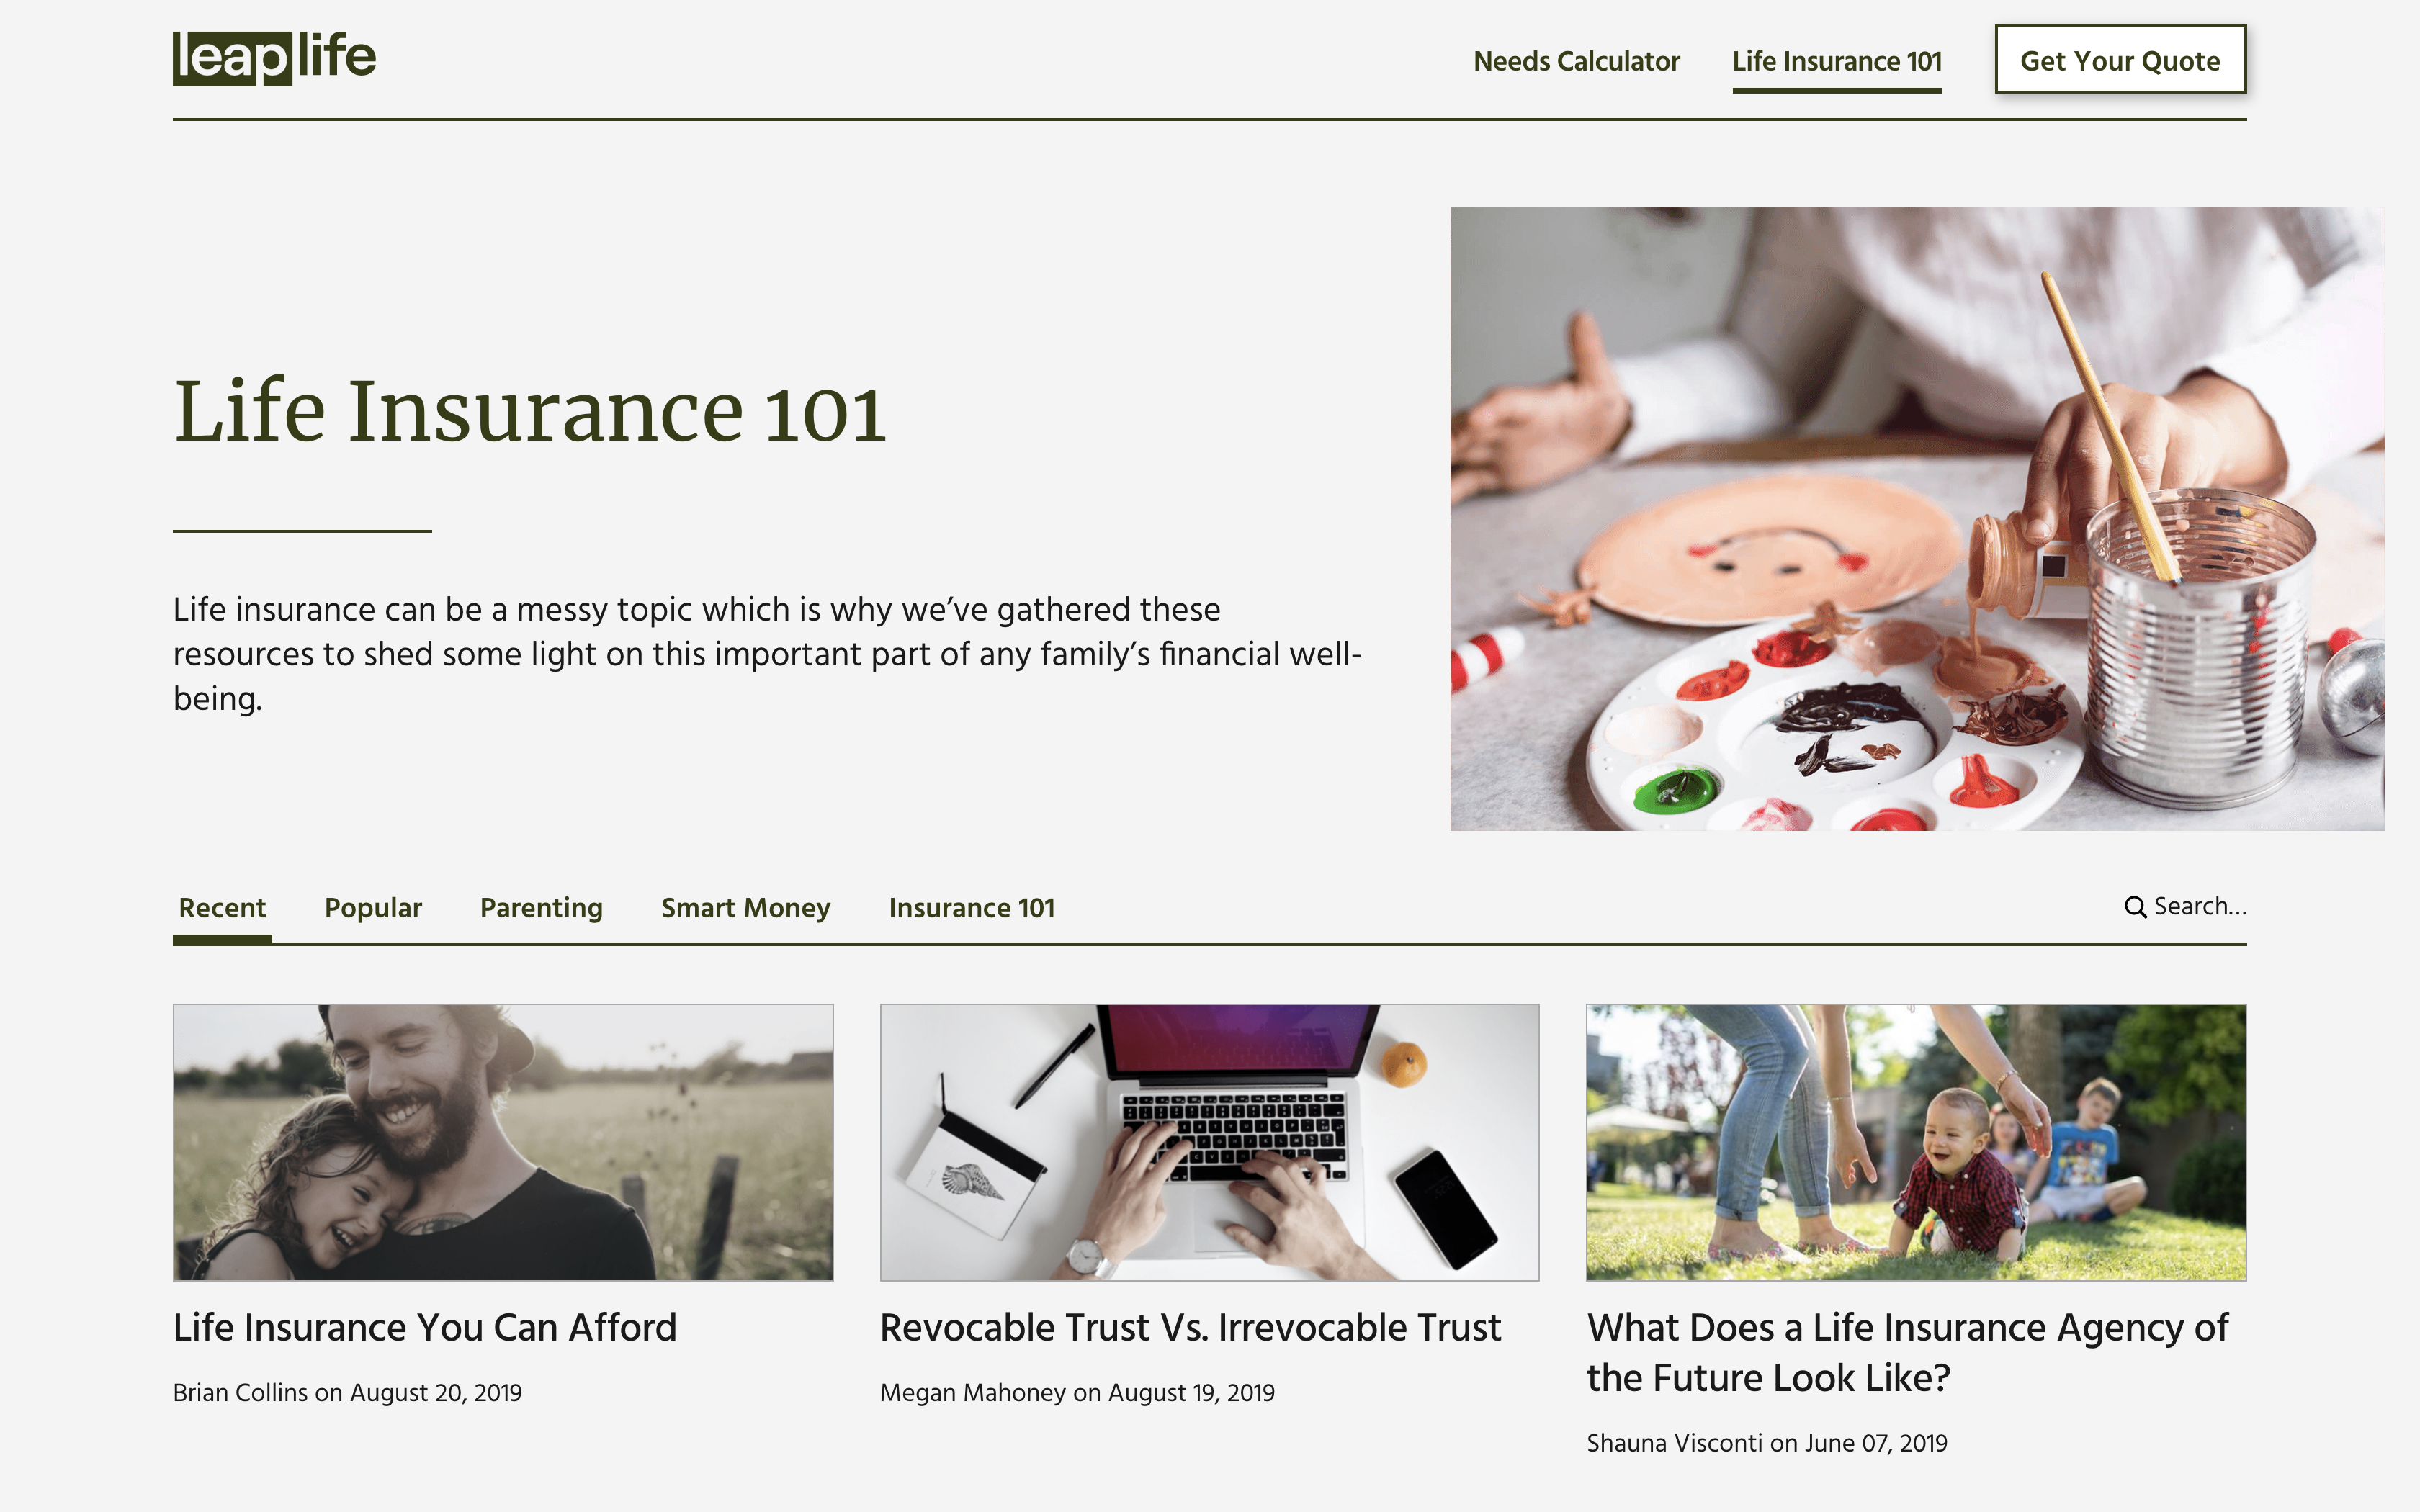 leaplife
Needs Calculator
Life Insurance 101
Get Your Quote
Life Insurance 101
Life insurance can be a messy topic which is why we’ve gathered these
resources to shed some light on this important part of any family’s financial well-
being.
Recent
Popular
Parenting
Smart Money
Insurance 101
Search...
Life Insurance You Can Afford
Brian Collins on August 20, 2019
Revocable Trust Vs. Irrevocable Trust
Megan Mahoney on August 19, 2019
What Does a Life Insurance Agency of
the Future Look Like?
Shauna Visconti on June 07, 2019